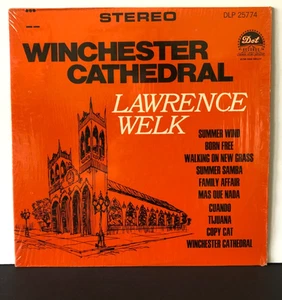 STEREO
DLP 25774
Dot
WINCHESTER
CATHEDRAL
LAWRENCE
WELK
SUMMER WIND
BORN FREE
WALKING ON NEW GRASS
SUMMER SAMBA
FAMILY AFFAIR
MAS QUE NADA
CUANDO
TIJUANA
COPY CAT
WINCHESTER CATHEDRAL